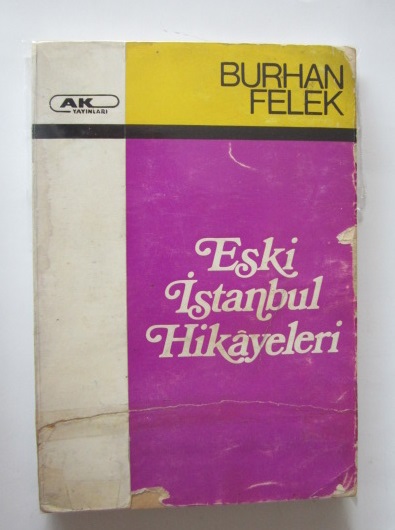 AK
YAYINLARI
BURHAN
FELEK
Eski
İstanbul
Hikâyeleri